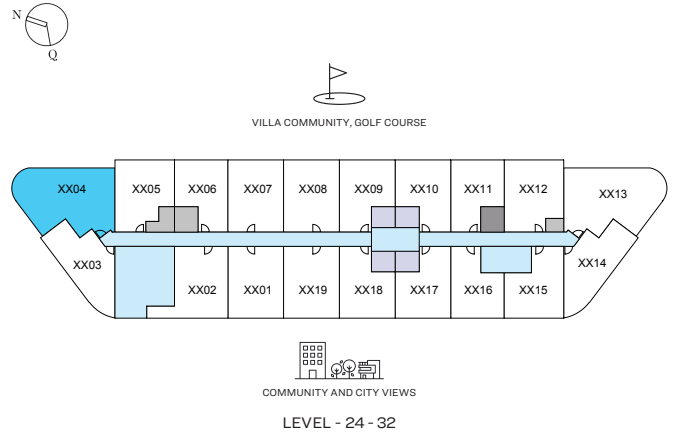 N
Q
VILLA COMMUNITY, GOLF COURSE
XX04
XX05
XX06
XX07
XX08
XX09
XX10
XX11
XX12
XX13
XX03
XX02
XX01
XX19
XX18
XX17
XX16
XX15
XX14
COMMUNITY AND CITY VIEWS
LEVEL - 24 - 32